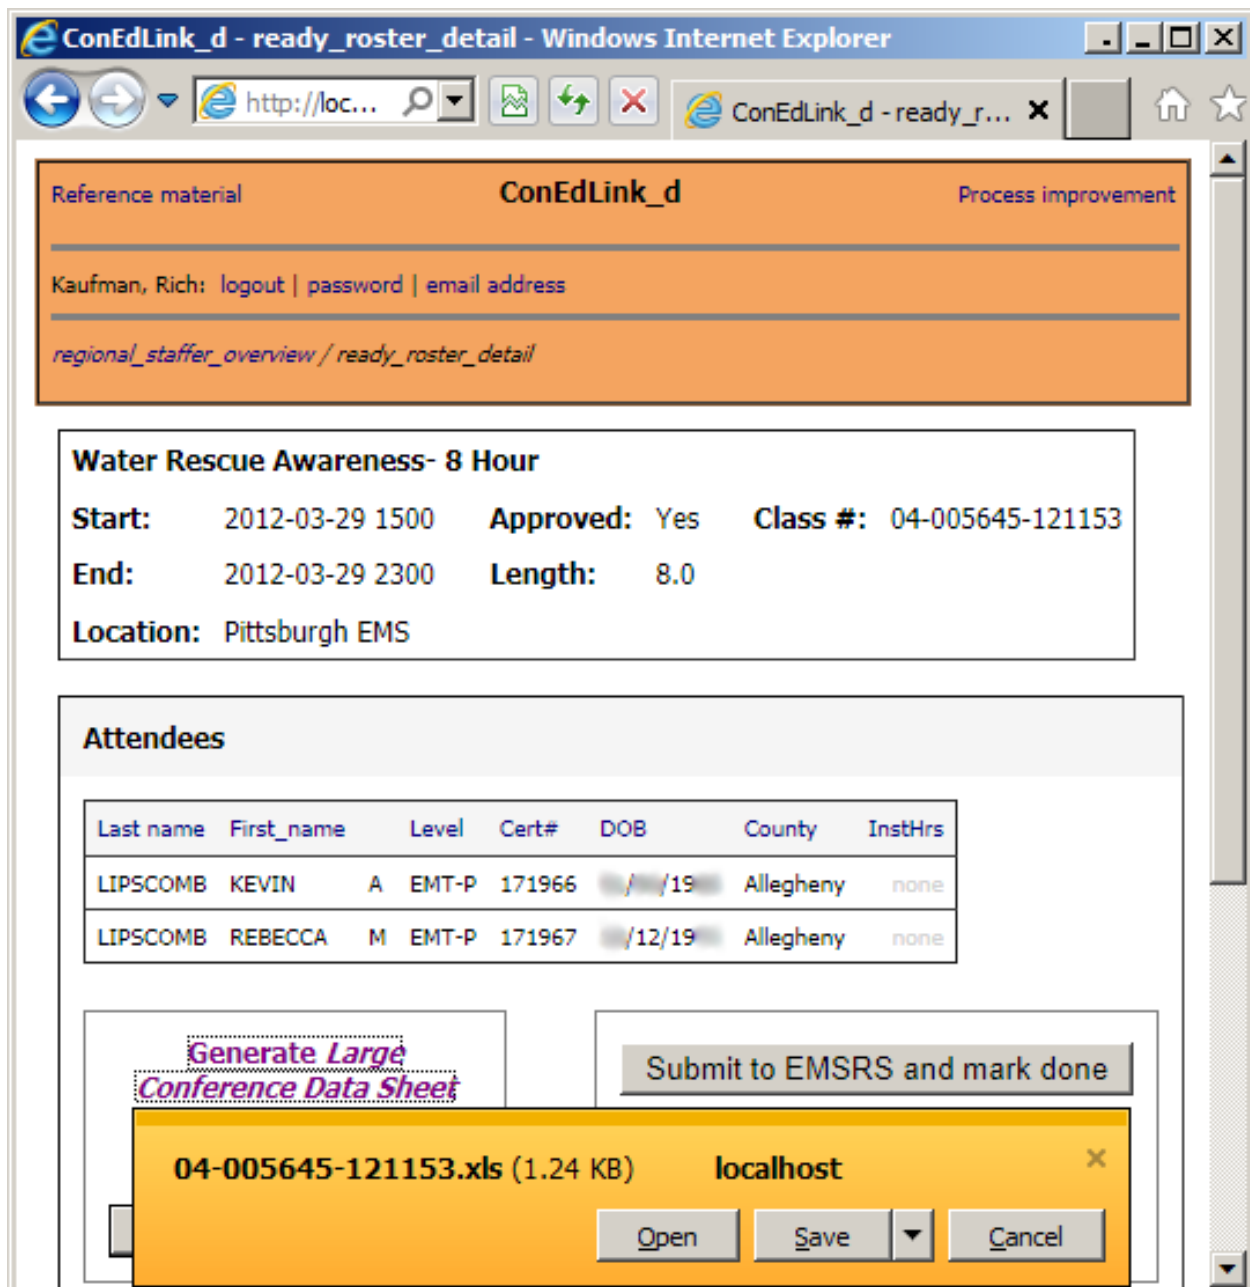 ConEdLink_d - ready_roster_detail - Windows Internet Explorer
http://loc... ConEdLink_d - ready_r...
Reference material ConEdLink_d Process improvement
Kaufman, Rich: logout | password | email address
regional_staffer_overview / ready_roster_detail
Water Rescue Awareness- 8 Hour
Start: 2012-03-29 1500 Approved: Yes Class #: 04-005645-121153
End: 2012-03-29 2300 Length: 8.0
Location: Pittsburgh EMS
Attendees
Last name First_name Level Cert# DOB County InstHrs
LIPSCOMB KEVIN A EMT-P 171966 / /19 Allegheny none
LIPSCOMB REBECCA M EMT-P 171967 /12/19 Allegheny none
Generate Large
Conference Data Sheet
Submit to EMSRS and mark done
04-005645-121153.xls (1.24 KB) localhost
Open Save Cancel